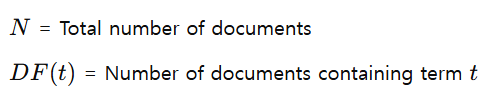 N = Total number of documents
DF(t) = Number of documents containing term t